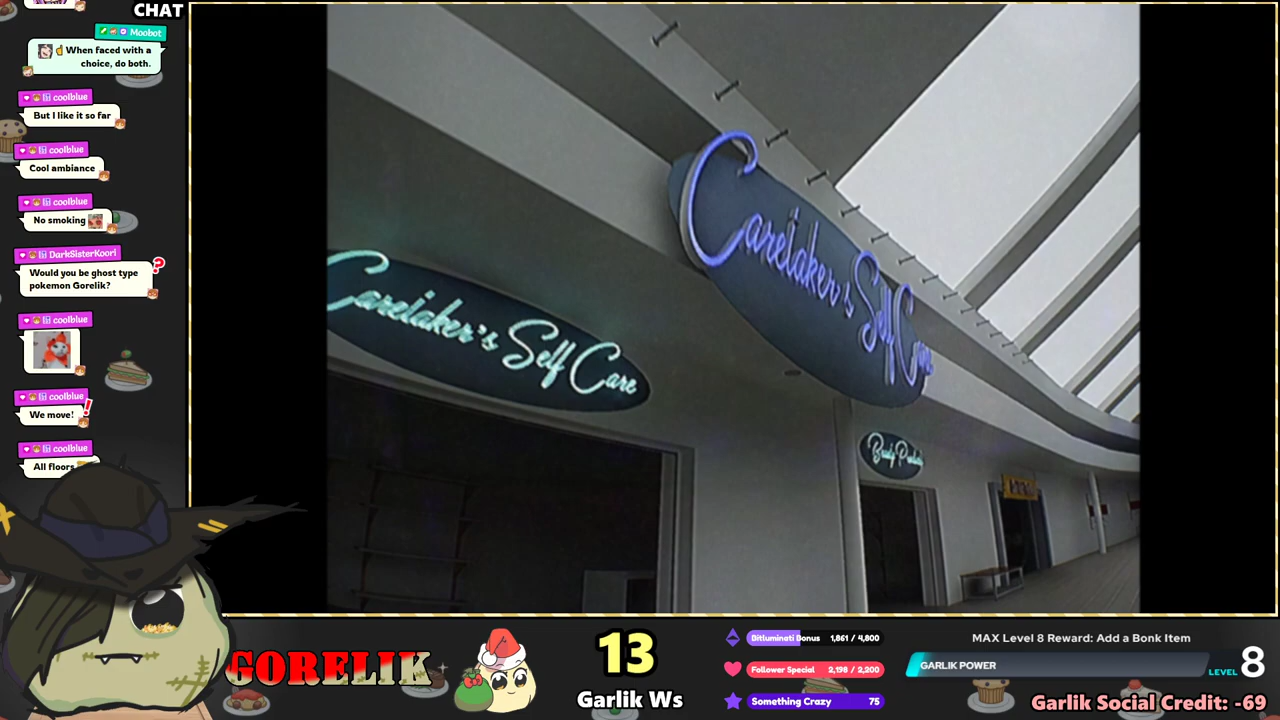 CHAT
Moobot
When faced with a
choice, do both.
coolblue
But I like it so far
coolblue
Cool ambiance
coolblue
No smoking
DarkSisterKoori
Would you be ghost type
pokemon Gorelik?
coolblue
coolblue
We move!
coolblue
All floors
Caretaker's Self Care
Caretaker's Self Care
GORELIK
13
Garlik Ws
Bitluminati Bonus 1,861 / 4,800
Follower Special 2,198 / 2,200
Something Crazy 75
MAX Level 8 Reward: Add a Bonk Item
GARLIK POWER
LEVEL 8
Garlik Social Credit: -69